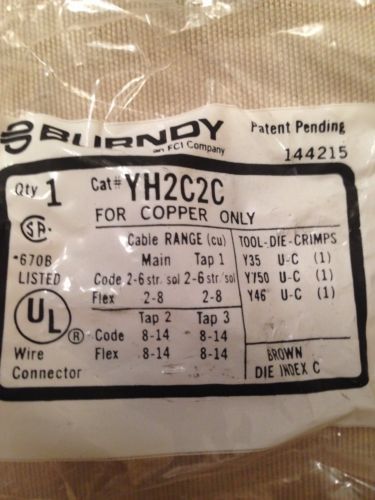 BURNDY
an FCI Company
Patent Pending
144215
Qty 1
Cat# YH2C2C
FOR COPPER ONLY
SA®
*670B
LISTED
UL ®
Wire
Connector
Cable RANGE (cu)
Main Tap 1
Code 2-6 str/sol 2-6 str/sol
Flex 2-8 2-8
Tap 2 Tap 3
Code 8-14 8-14
Flex 8-14 8-14
TOOL-DIE-CRIMPS
Y35 U-C (1)
Y750 U-C (1)
Y46 U-C (1)
BROWN
DIE INDEX C